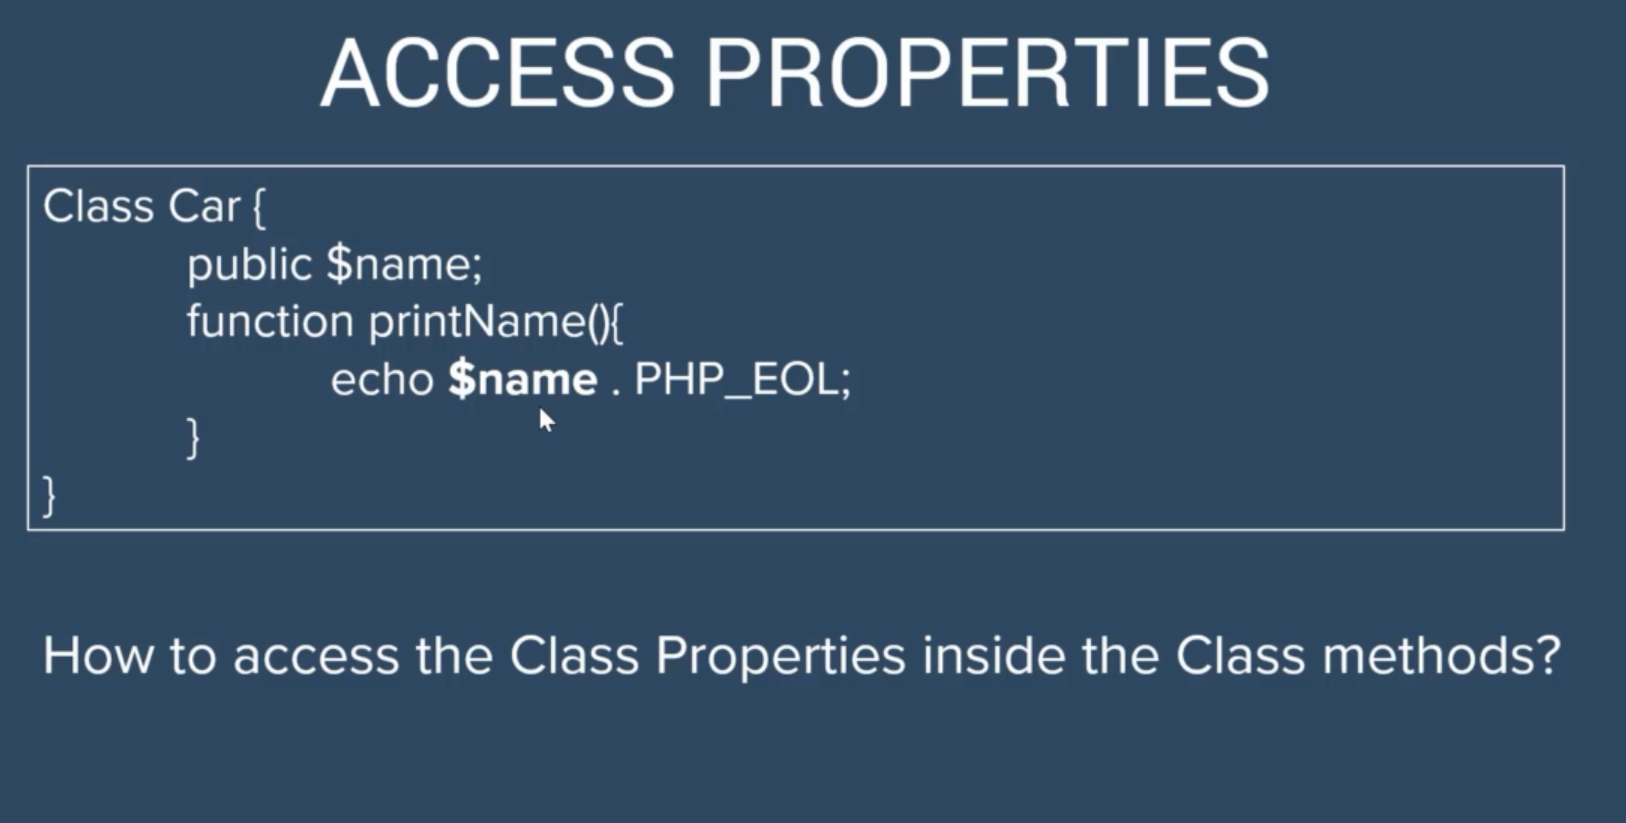 ACCESS PROPERTIES
Class Car {
public $name;
function printName(){
echo $name . PHP_EOL;
}
}
How to access the Class Properties inside the Class methods?